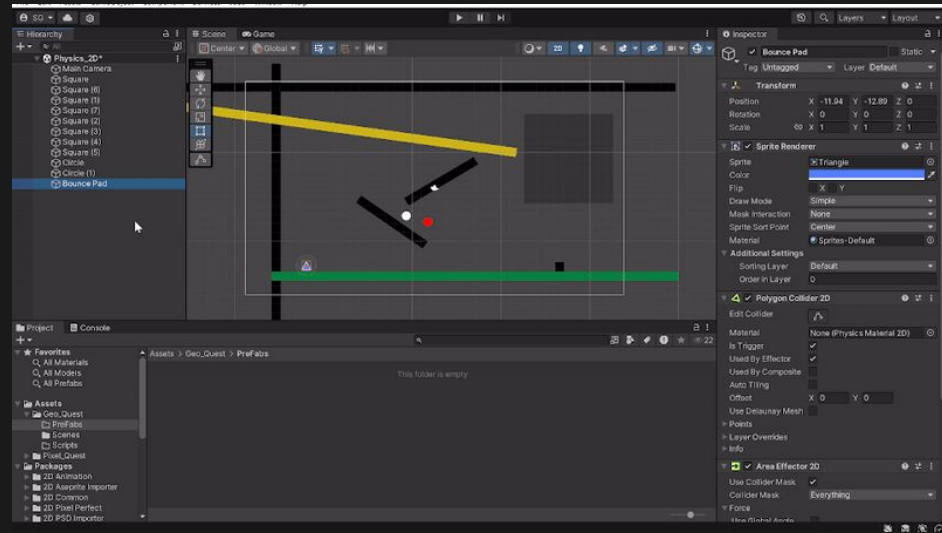 SG
Layers
Layout
Hierarchy
All
Physics_2D*
Main Camera
Square
Square (6)
Square (1)
Square (7)
Square (2)
Square (3)
Square (4)
Square (5)
Circle
Circle (1)
Bounce Pad
Scene
Game
Center
Global
2D
Inspector
Bounce Pad
Static
Tag Untagged
Layer Default
Transform
Position X -11.94 Y -12.89 Z 0
Rotation X 0 Y 0 Z 0
Scale X 1 Y 1 Z 1
Sprite Renderer
Sprite Triangle
Color
Flip X Y
Draw Mode Simple
Mask Interaction None
Sprite Sort Point Center
Material Sprites-Default
Additional Settings
Sorting Layer Default
Order in Layer 0
Polygon Collider 2D
Edit Collider
Material None (Physics Material 2D)
Is Trigger
Used By Effector
Used By Composite
Auto Tiling
Offset X 0 Y 0
Use Delaunay Mesh
Points
Layer Overrides
Info
Area Effector 2D
Use Collider Mask
Collider Mask Everything
Force
Use Global Angle
Project
Console
22
Favorites
All Materials
All Models
All Prefabs
Assets
Geo_Quest
PreFabs
Scenes
Scripts
Pixel_Quest
Packages
2D Animation
2D Aseprite Importer
2D Common
2D Pixel Perfect
2D PSD Importer
Assets > Geo_Quest > PreFabs
This folder is empty